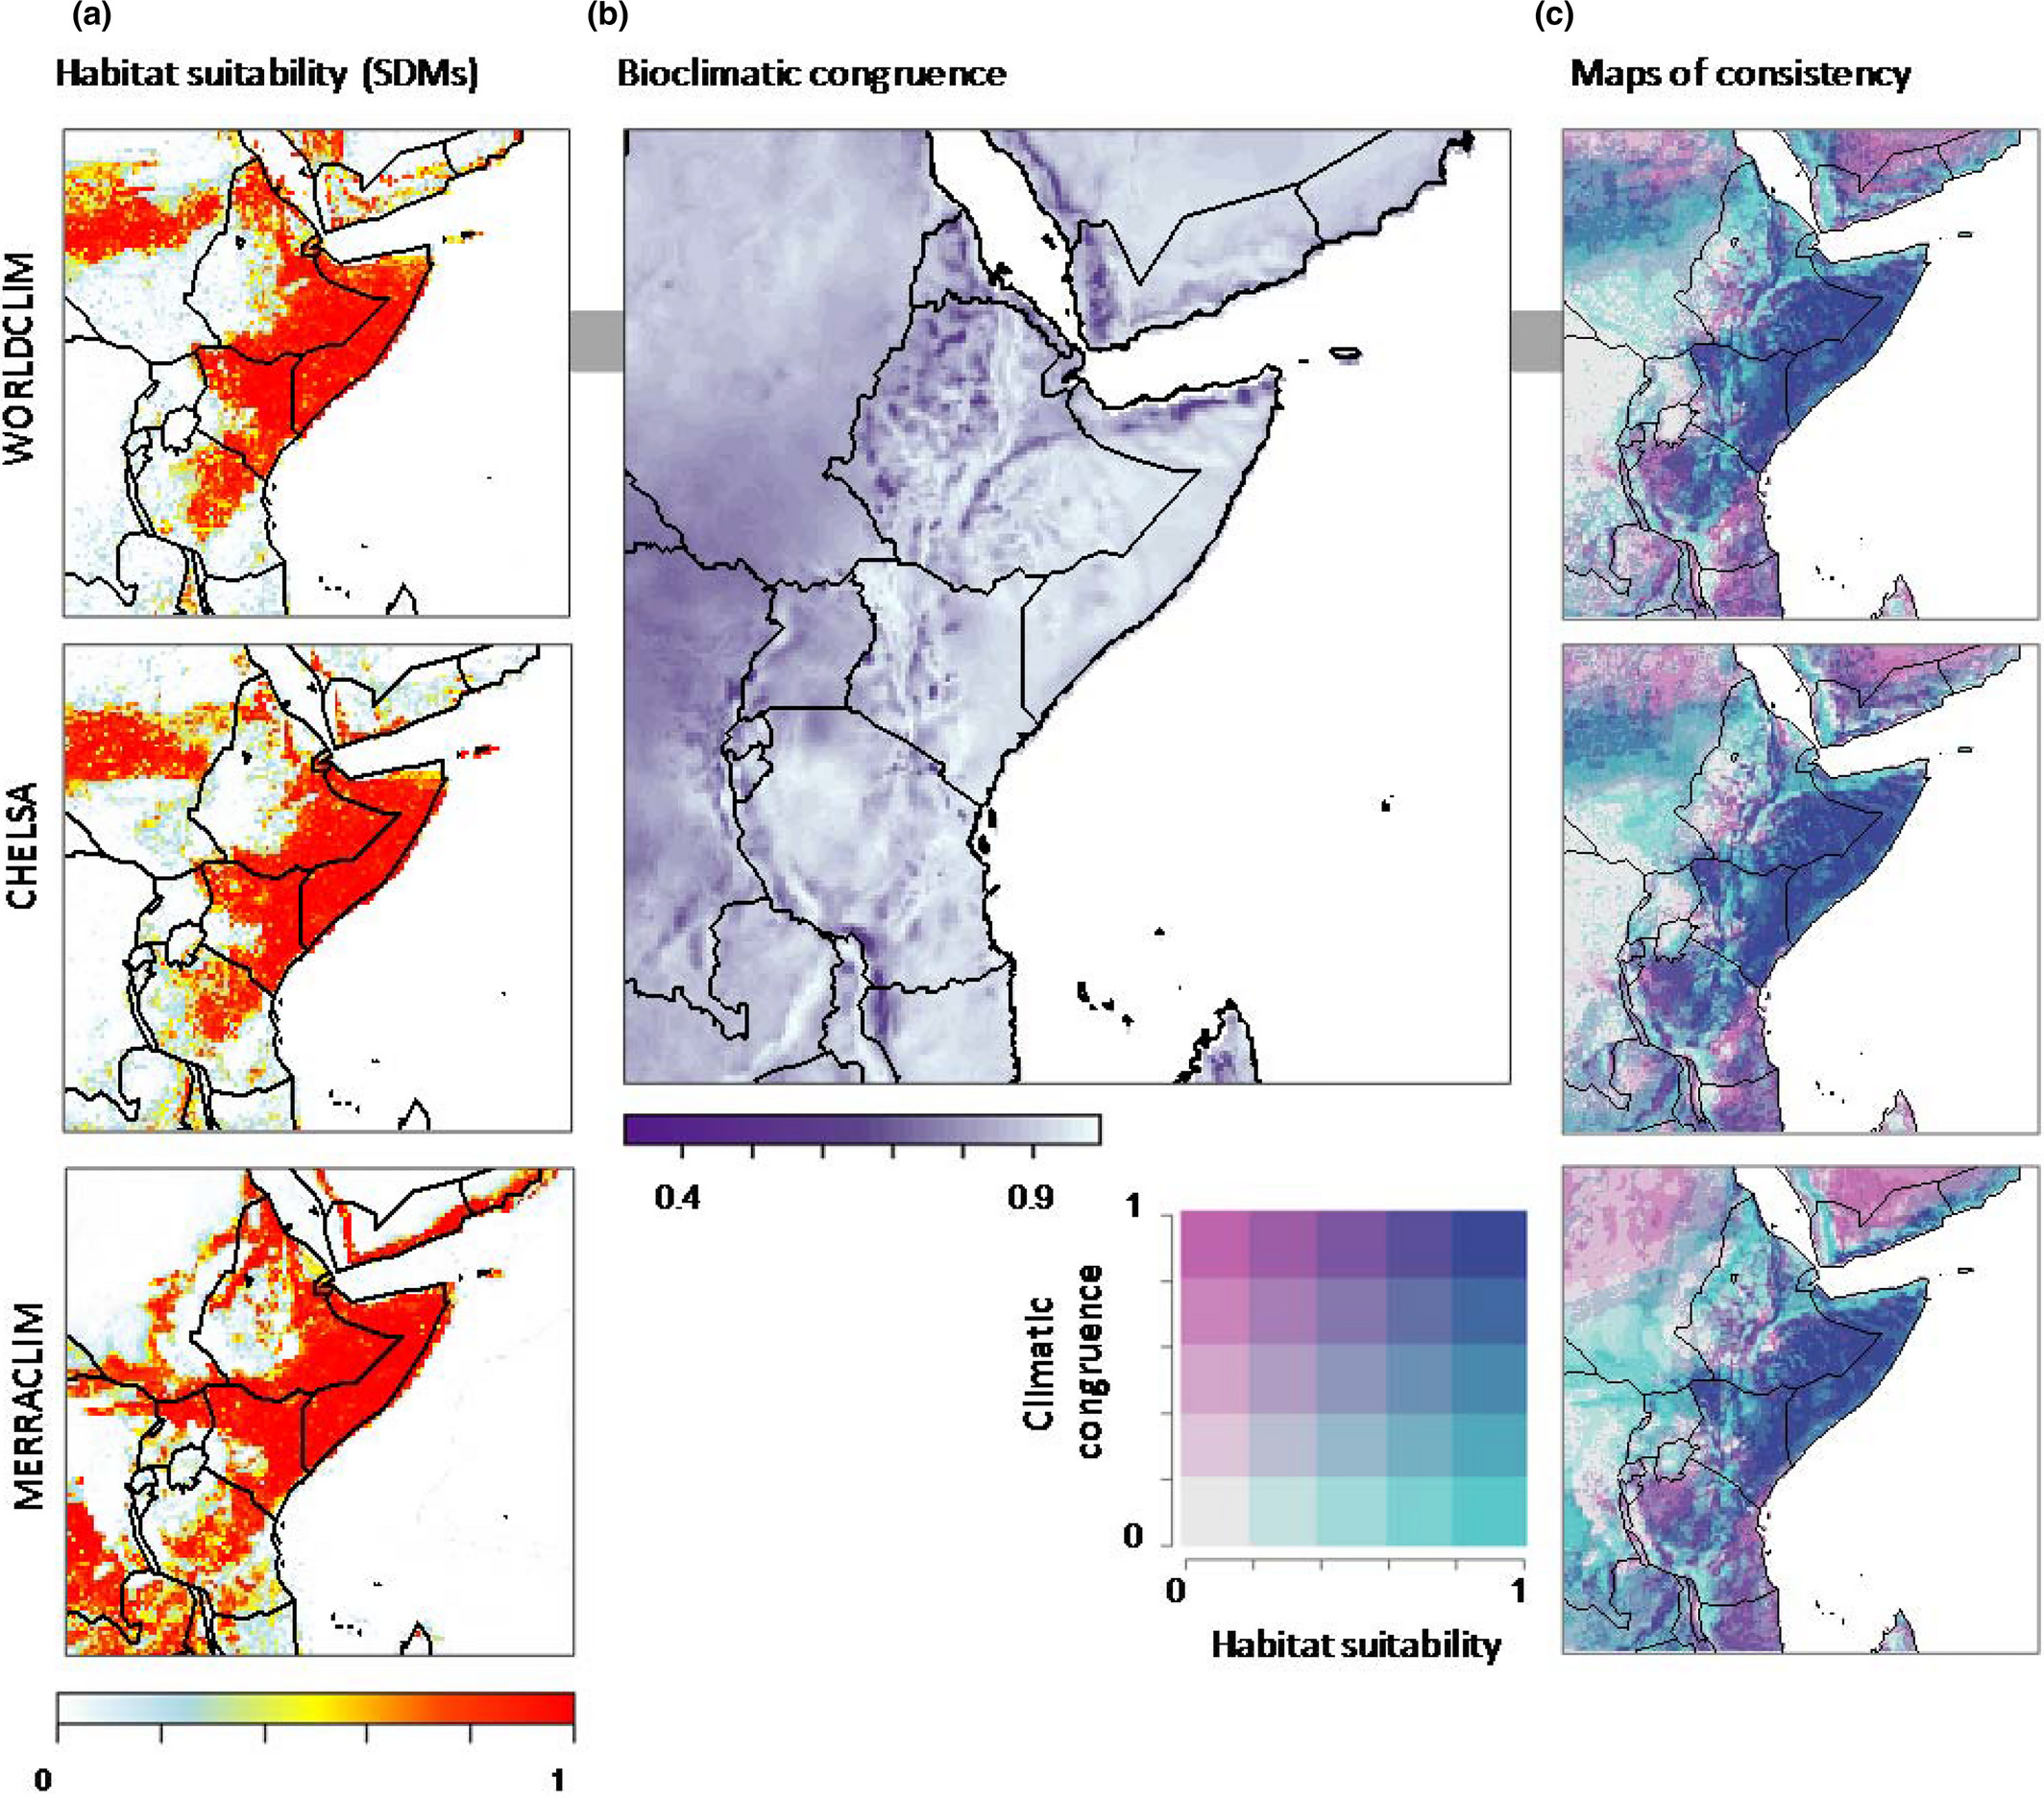 (a)
(b)
(c)
Habitat suitability (SDMs)
Bioclimatic congruence
Maps of consistency
WORLDCLIM
CHELSA
MERRACLIM
0.4
0.9
1
0
Climatic
congruence
0
1
Habitat suitability
0
1